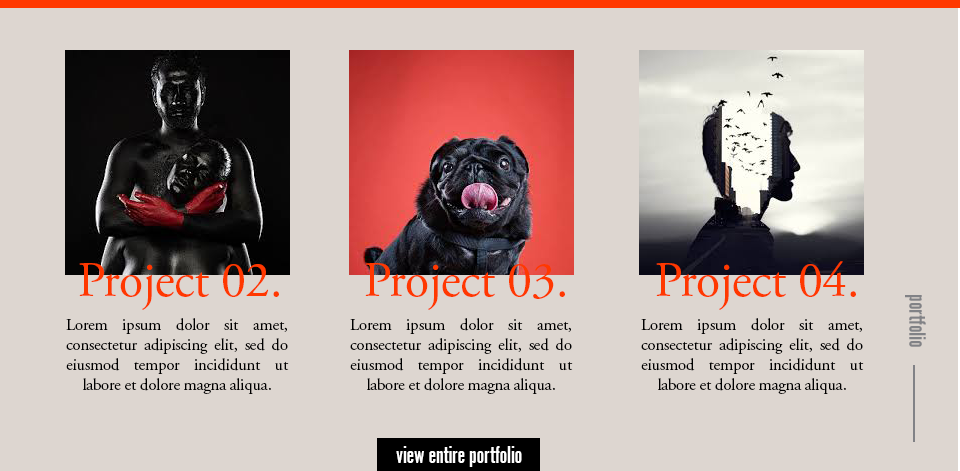 Project 02.
Lorem ipsum dolor sit amet,
consectetur adipiscing elit, sed do
eiusmod tempor incididunt ut
labore et dolore magna aliqua.
Project 03.
Lorem ipsum dolor sit amet,
consectetur adipiscing elit, sed do
eiusmod tempor incididunt ut
labore et dolore magna aliqua.
Project 04.
Lorem ipsum dolor sit amet,
consectetur adipiscing elit, sed do
eiusmod tempor incididunt ut
labore et dolore magna aliqua.
portfolio
view entire portfolio